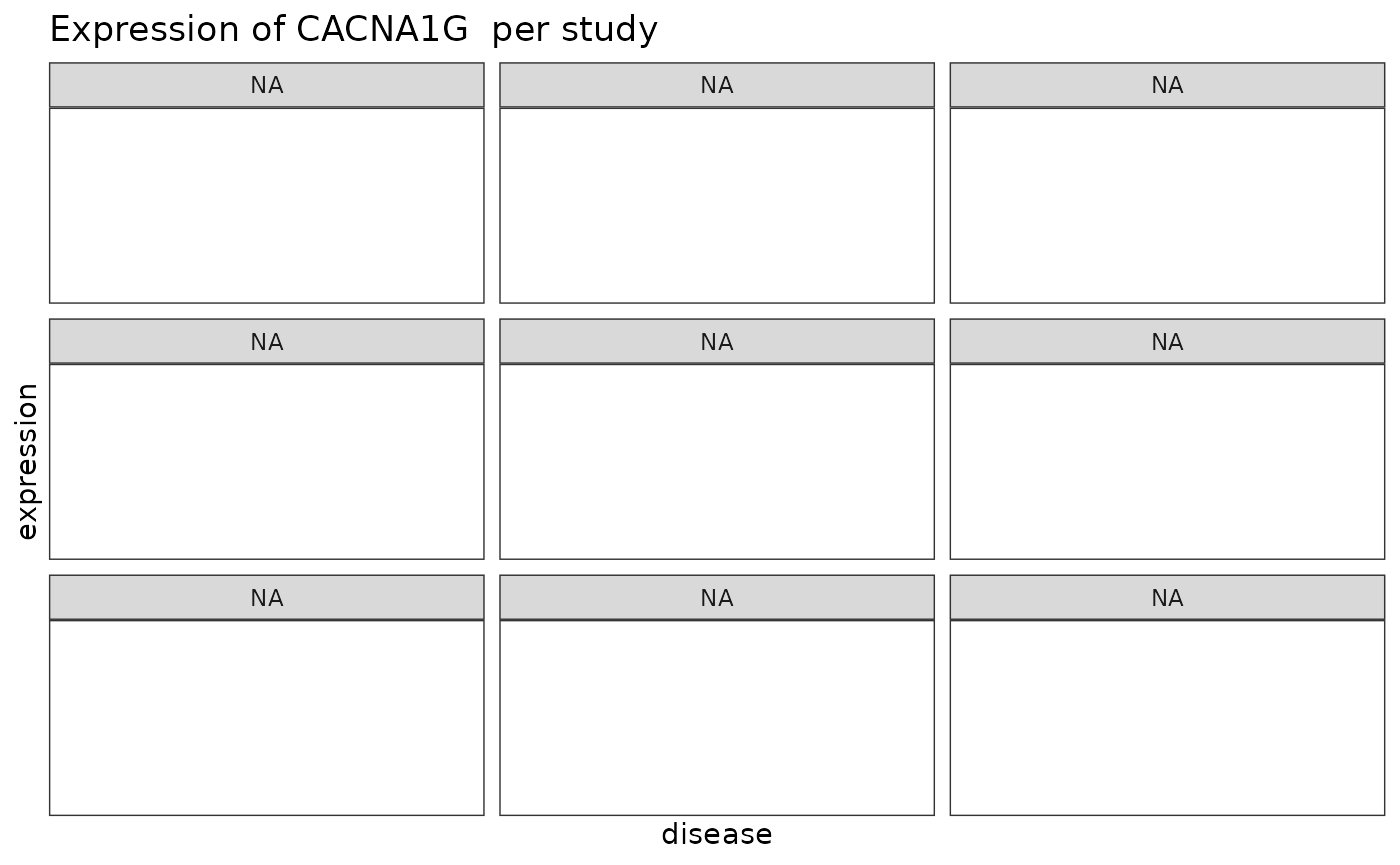 Expression of CACNA1G  per study
NA NA NA
NA NA NA
expression
NA NA NA
disease